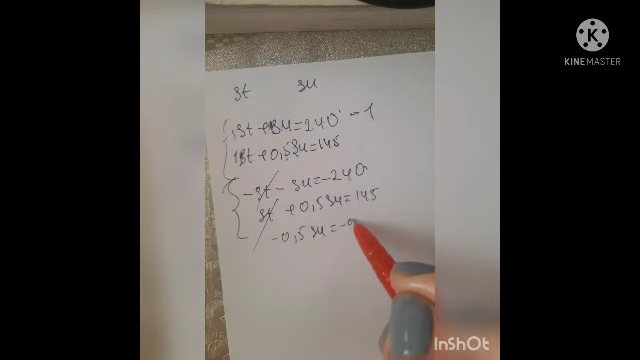 st su
1st + 1su = 240 - 1
1st + 0,5su = 145
-st - su = -240
st + 0,5su = 145
-0,5su = -9
KINEMASTER
InShOt